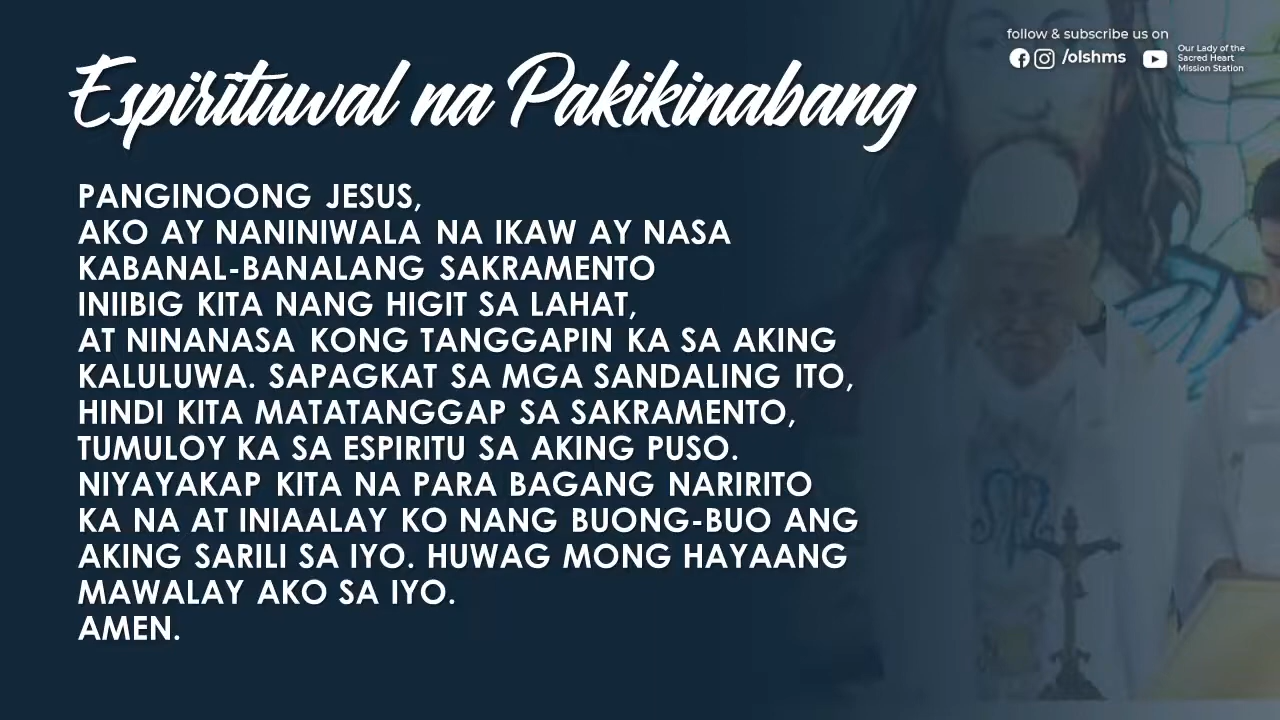 follow & subscribe us on
/olshms
Our Lady of the
Sacred Heart
Mission Station
Espirituwal na Pakikinabang
PANGINOONG JESUS,
AKO AY NANINIWALA NA IKAW AY NASA
KABANAL-BANALANG SAKRAMENTO
INIIBIG KITA NANG HIGIT SA LAHAT,
AT NINANASA KONG TANGGAPIN KA SA AKING
KALULUWA. SAPAGKAT SA MGA SANDALING ITO,
HINDI KITA MATATANGGAP SA SAKRAMENTO,
TUMULOY KA SA ESPIRITU SA AKING PUSO.
NIYAYAKAP KITA NA PARA BAGANG NARIRITO
KA NA AT INIAALAY KO NANG BUONG-BUO ANG
AKING SARILI SA IYO. HUWAG MONG HAYAANG
MAWALAY AKO SA IYO.
AMEN.